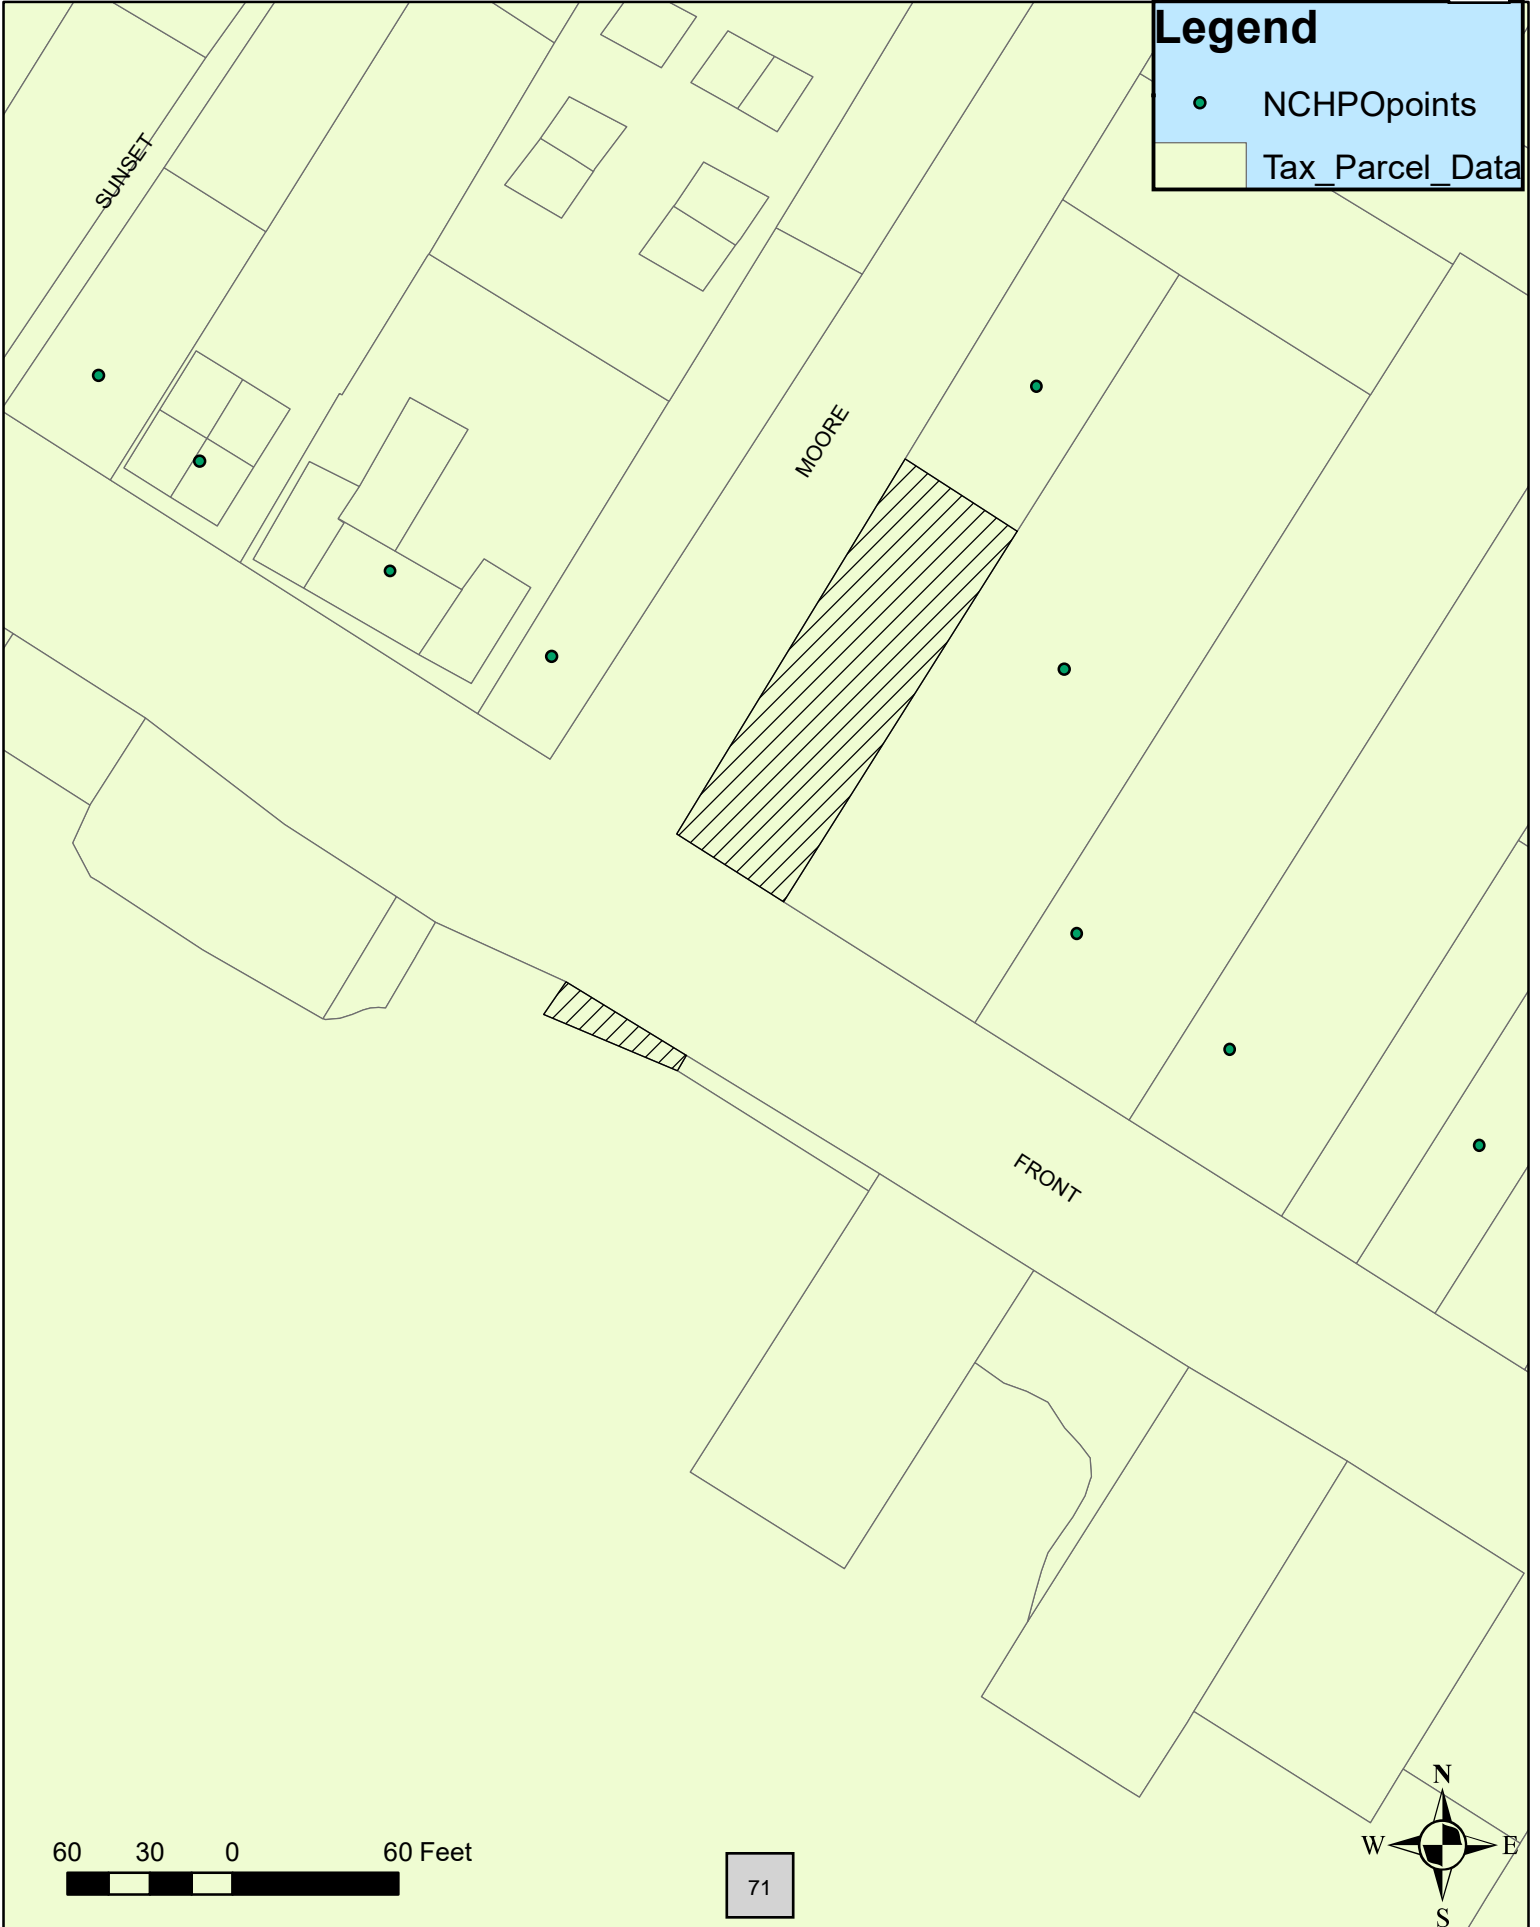 Legend
NCHPOpoints
Tax_Parcel_Data
SUNSET
MOORE
FRONT
N
W E
S
60 30 0 60 Feet
71